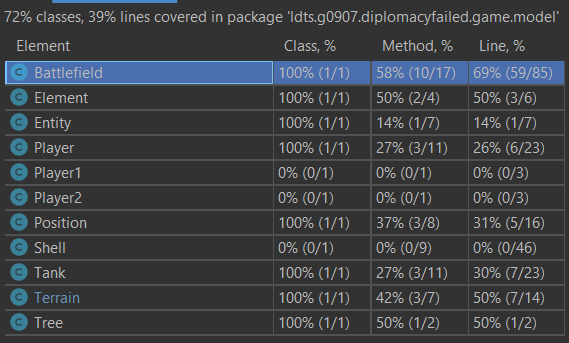 72% classes, 39% lines covered in package 'ldts.g0907.diplomacyfailed.game.model'
Element Class, % Method, % Line, %
C Battlefield 100% (1/1) 58% (10/17) 69% (59/85)
C Element 100% (1/1) 50% (2/4) 50% (3/6)
C Entity 100% (1/1) 14% (1/7) 14% (1/7)
C Player 100% (1/1) 27% (3/11) 26% (6/23)
C Player1 0% (0/1) 0% (0/1) 0% (0/3)
C Player2 0% (0/1) 0% (0/1) 0% (0/3)
C Position 100% (1/1) 37% (3/8) 31% (5/16)
C Shell 0% (0/1) 0% (0/9) 0% (0/46)
C Tank 100% (1/1) 27% (3/11) 30% (7/23)
C Terrain 100% (1/1) 42% (3/7) 50% (7/14)
C Tree 100% (1/1) 50% (1/2) 50% (1/2)